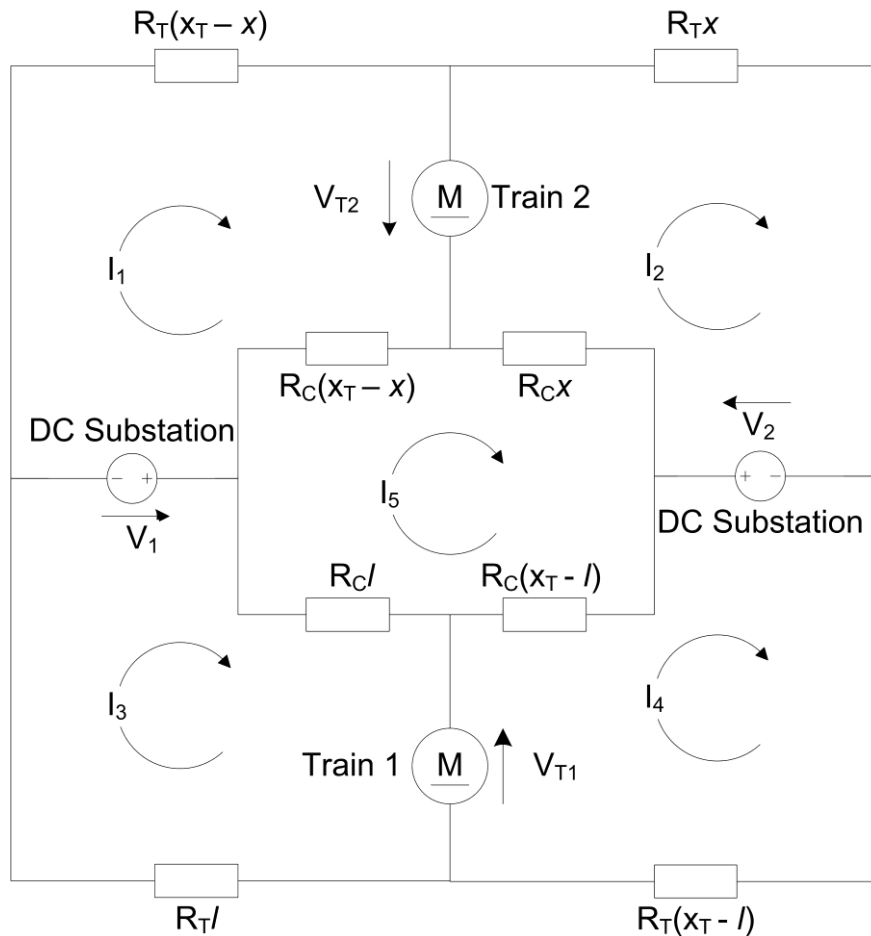 R_T(x_T – x)
R_Tx
V_T2
M
Train 2
I_1
I_2
R_C(x_T – x)
R_Cx
DC Substation
V_2
– +
+ –
I_5
V_1
DC Substation
R_Cl
R_C(x_T - l)
I_3
I_4
Train 1
M
V_T1
R_Tl
R_T(x_T - l)